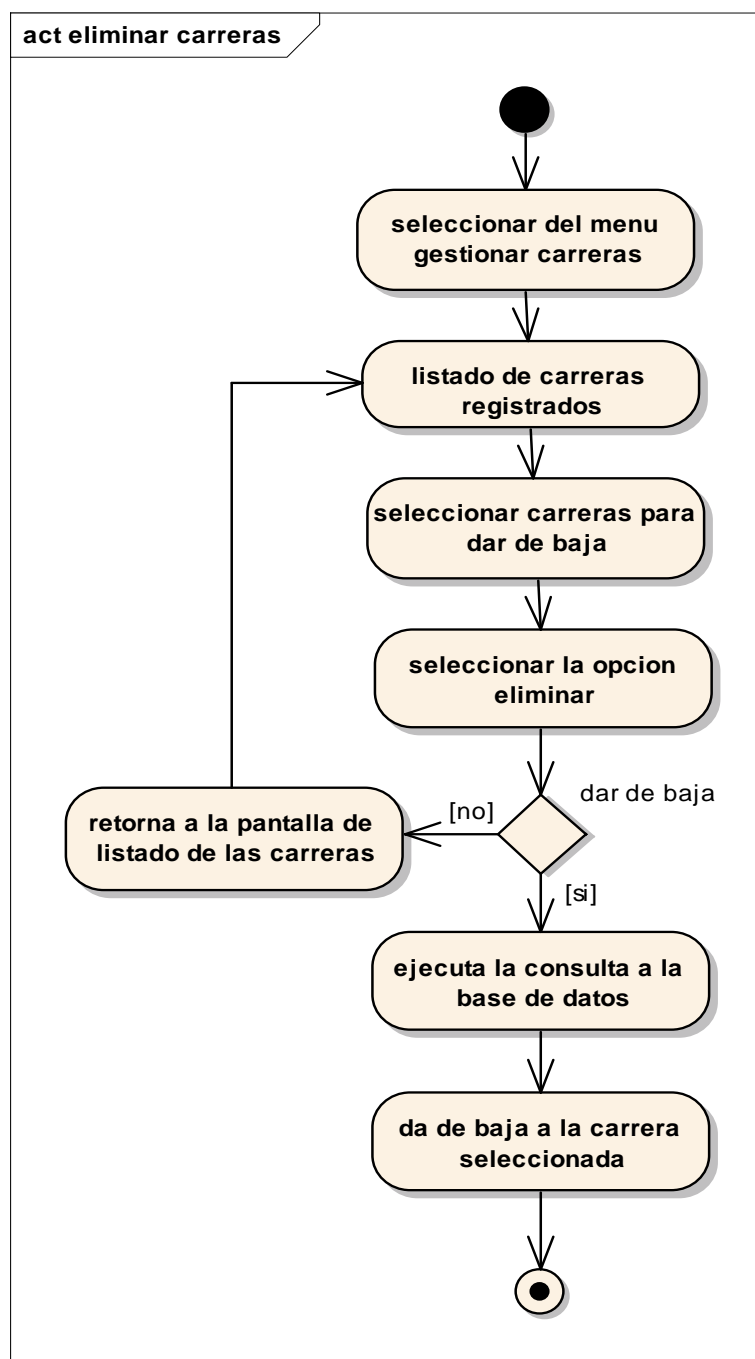 act eliminar carreras
seleccionar del menu
gestionar carreras
listado de carreras
registrados
seleccionar carreras para
dar de baja
seleccionar la opcion
eliminar
dar de baja
[no]
retorna a la pantalla de
listado de las carreras
[si]
ejecuta la consulta a la
base de datos
da de baja a la carrera
seleccionada